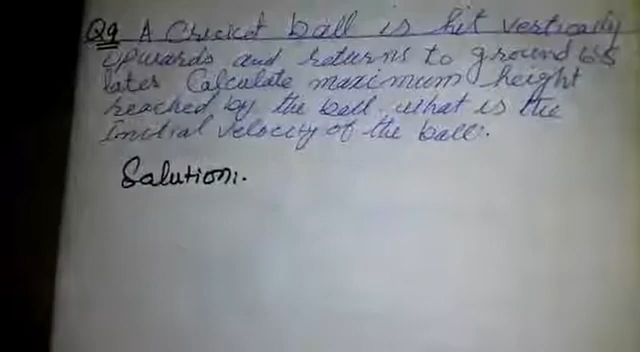 Q9 A Cricket ball is hit vertically
upwards and returns to ground 6s
later Calculate maximum height
reached by the ball. what is the
Initial velocity of the ball.
Solution:.